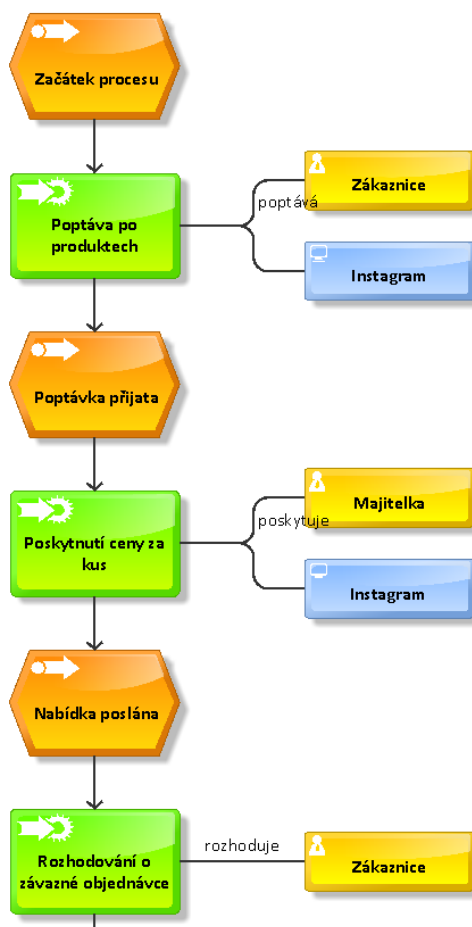 Začátek procesu
Zákaznice
poptává
Poptáva po
produktech
Instagram
Poptávka přijata
Majitelka
poskytuje
Poskytnutí ceny za
kus
Instagram
Nabídka poslána
rozhoduje
Rozhodování o
závazné objednávce
Zákaznice